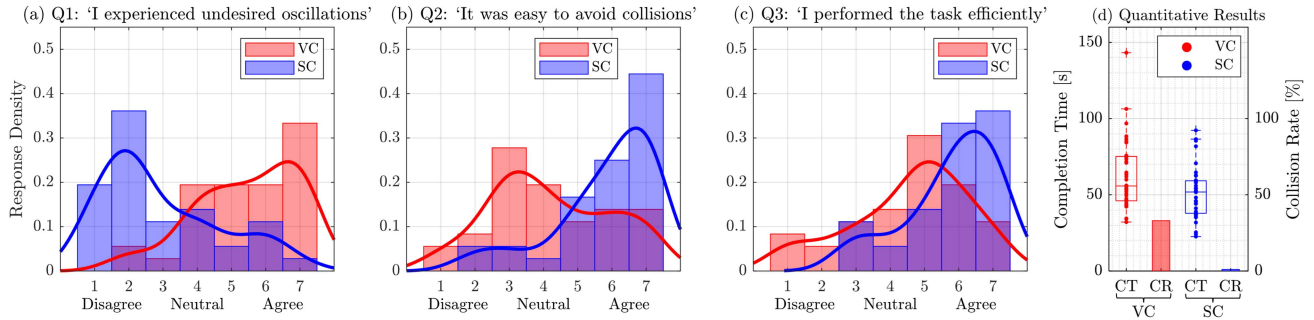 (a) Q1: ‘I experienced undesired oscillations’
0.5
0.4
0.3
0.2
0.1
0
Response Density
VC
SC
1 2 3 4 5 6 7
Disagree Neutral Agree
(b) Q2: ‘It was easy to avoid collisions’
0.5
0.4
0.3
0.2
0.1
0
VC
SC
1 2 3 4 5 6 7
Disagree Neutral Agree
(c) Q3: ‘I performed the task efficiently’
0.5
0.4
0.3
0.2
0.1
0
VC
SC
1 2 3 4 5 6 7
Disagree Neutral Agree
(d) Quantitative Results
150
100
50
0
Completion Time [s]
VC
SC
100
50
0
Collision Rate [%]
CT CR CT CR
VC SC